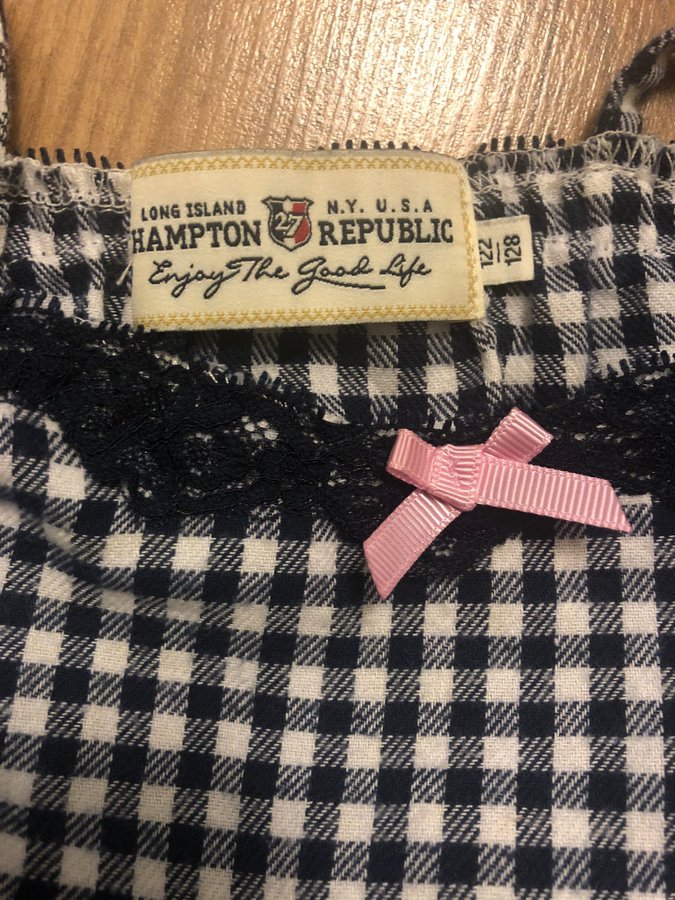 LONG ISLAND 27 N.Y. U.S.A
HAMPTON REPUBLIC
Enjoy The Good Life
122/128